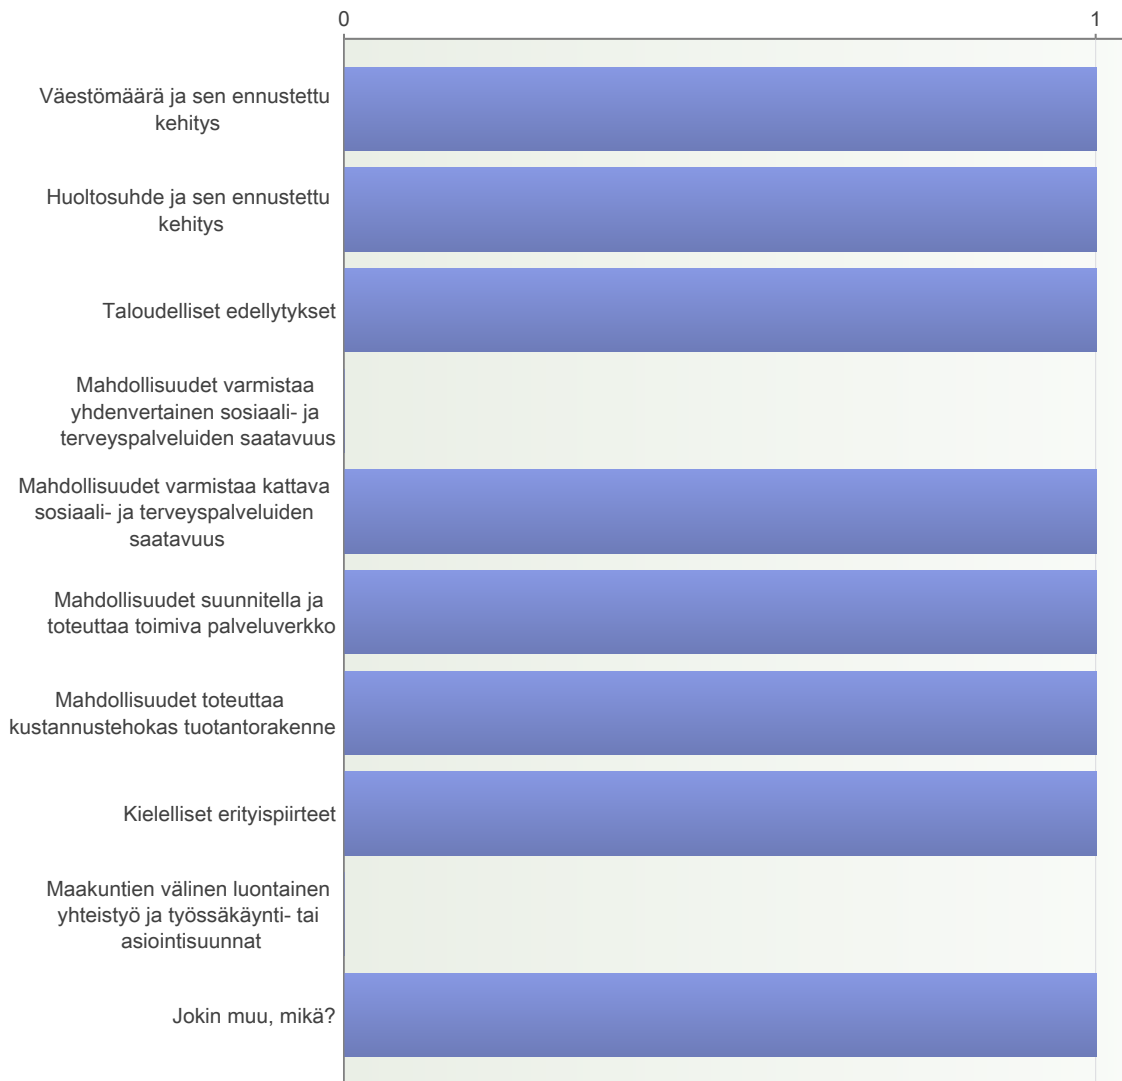 0 1
Väestömäärä ja sen ennustettu
kehitys
Huoltosuhde ja sen ennustettu
kehitys
Taloudelliset edellytykset
Mahdollisuudet varmistaa
yhdenvertainen sosiaali- ja
terveyspalveluiden saatavuus
Mahdollisuudet varmistaa kattava
sosiaali- ja terveyspalveluiden
saatavuus
Mahdollisuudet suunnitella ja
toteuttaa toimiva palveluverkko
Mahdollisuudet toteuttaa
kustannustehokas tuotantorakenne
Kielelliset erityispiirteet
Maakuntien välinen luontainen
yhteistyö ja työssäkäynti- tai
asiointisuunnat
Jokin muu, mikä?